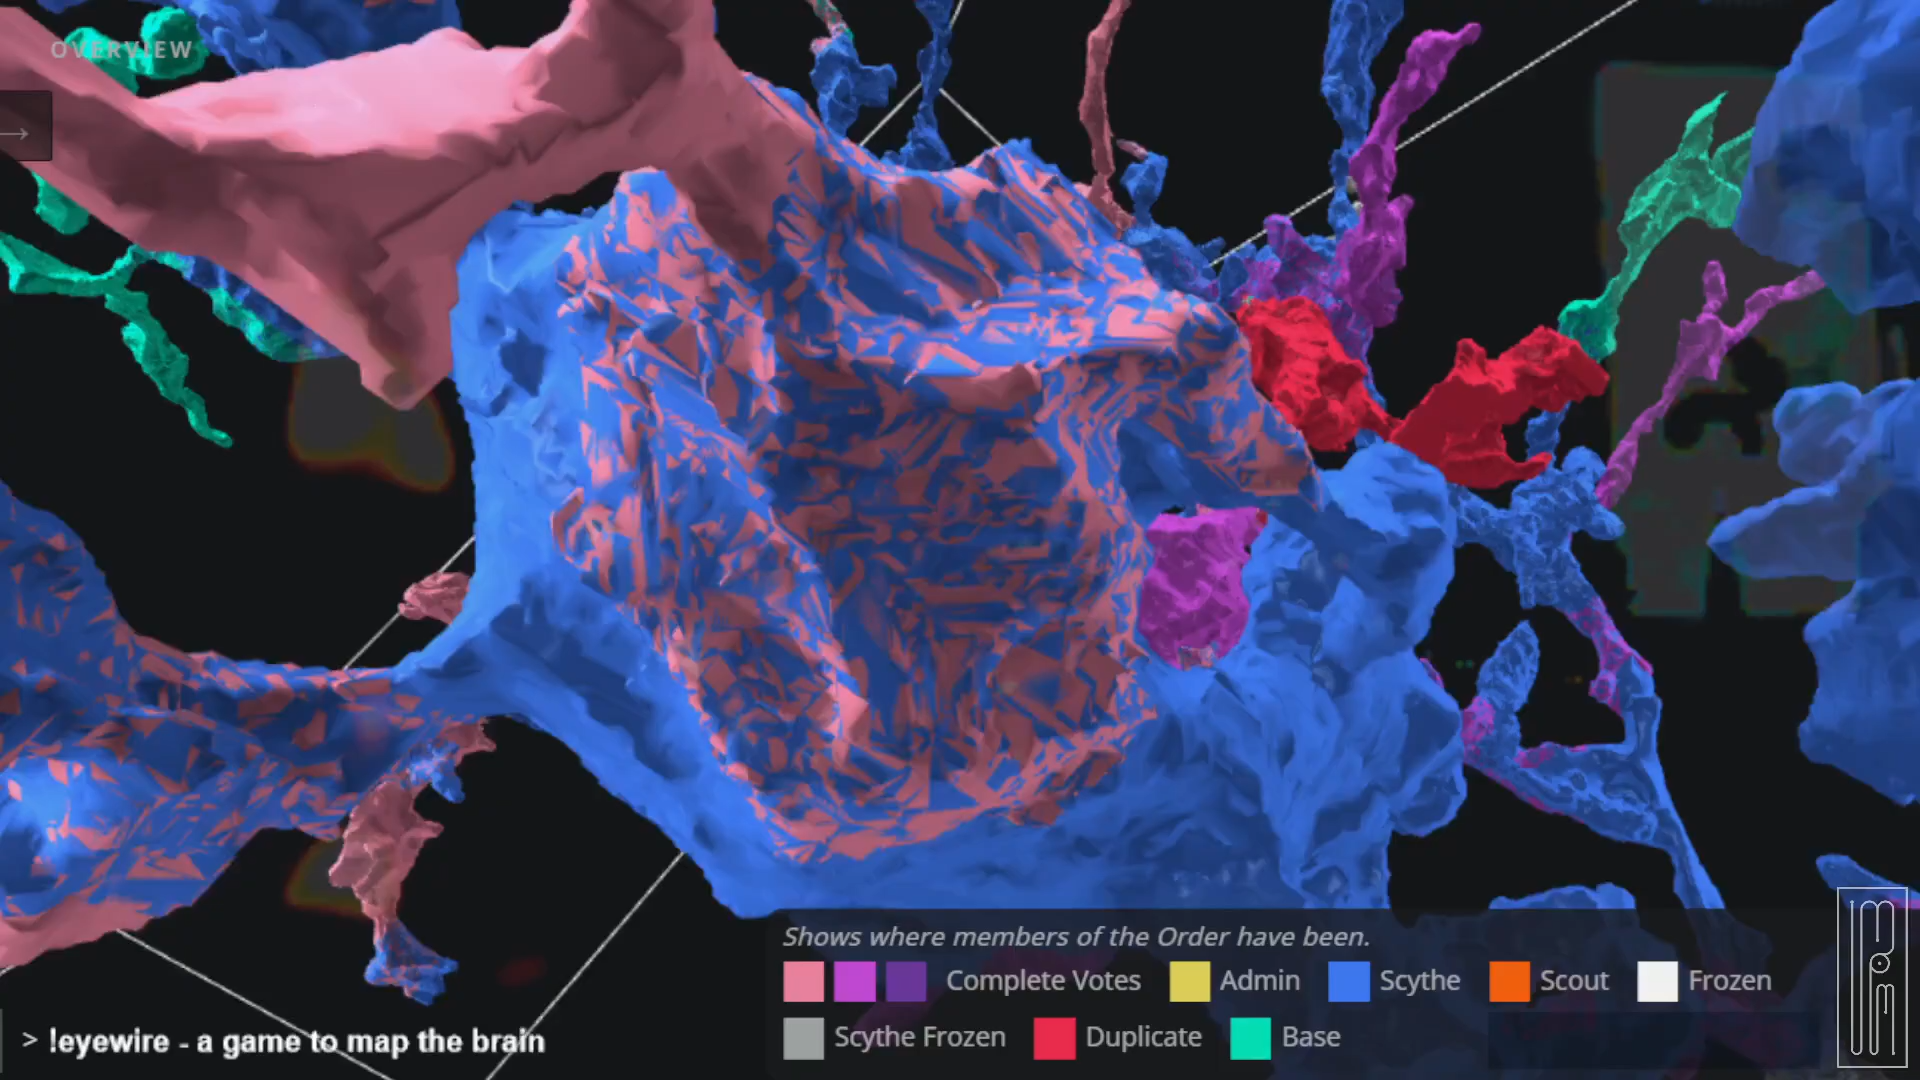 OVERVIEW
Shows where members of the Order have been.
Complete Votes Admin Scythe Scout Frozen
Scythe Frozen Duplicate Base
> !eyewire - a game to map the brain